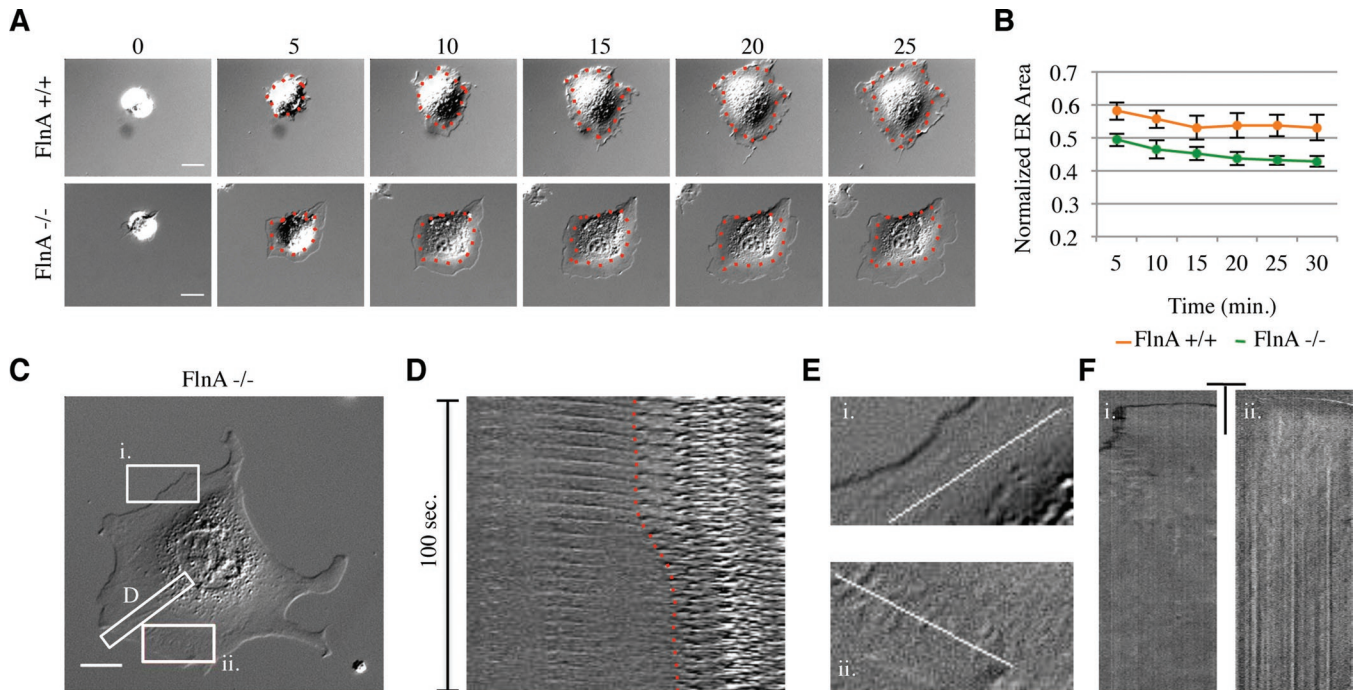 A
0 5 10 15 20 25
FlnA +/+
FlnA -/-
B
Normalized ER Area
0.7
0.6
0.5
0.4
0.3
0.2
5 10 15 20 25 30
Time (min.)
FlnA +/+ FlnA -/-
C
FlnA -/-
i.
D
ii.
D
100 sec.
E
i.
ii.
F
i.
ii.